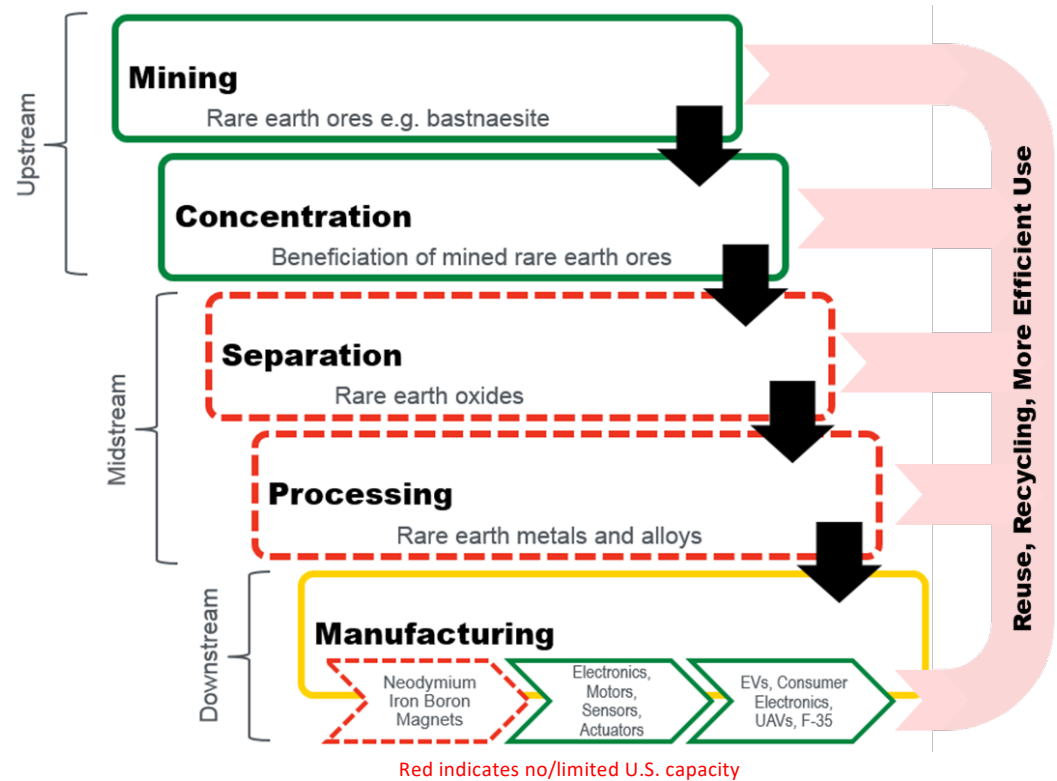 Upstream
Mining
Rare earth ores e.g. bastnaesite
Concentration
Beneficiation of mined rare earth ores
Midstream
Separation
Rare earth oxides
Processing
Rare earth metals and alloys
Downstream
Manufacturing
Neodymium
Iron Boron
Magnets
Electronics,
Motors,
Sensors,
Actuators
EVs, Consumer
Electronics,
UAVs, F-35
Reuse, Recycling, More Efficient Use
Red indicates no/limited U.S. capacity